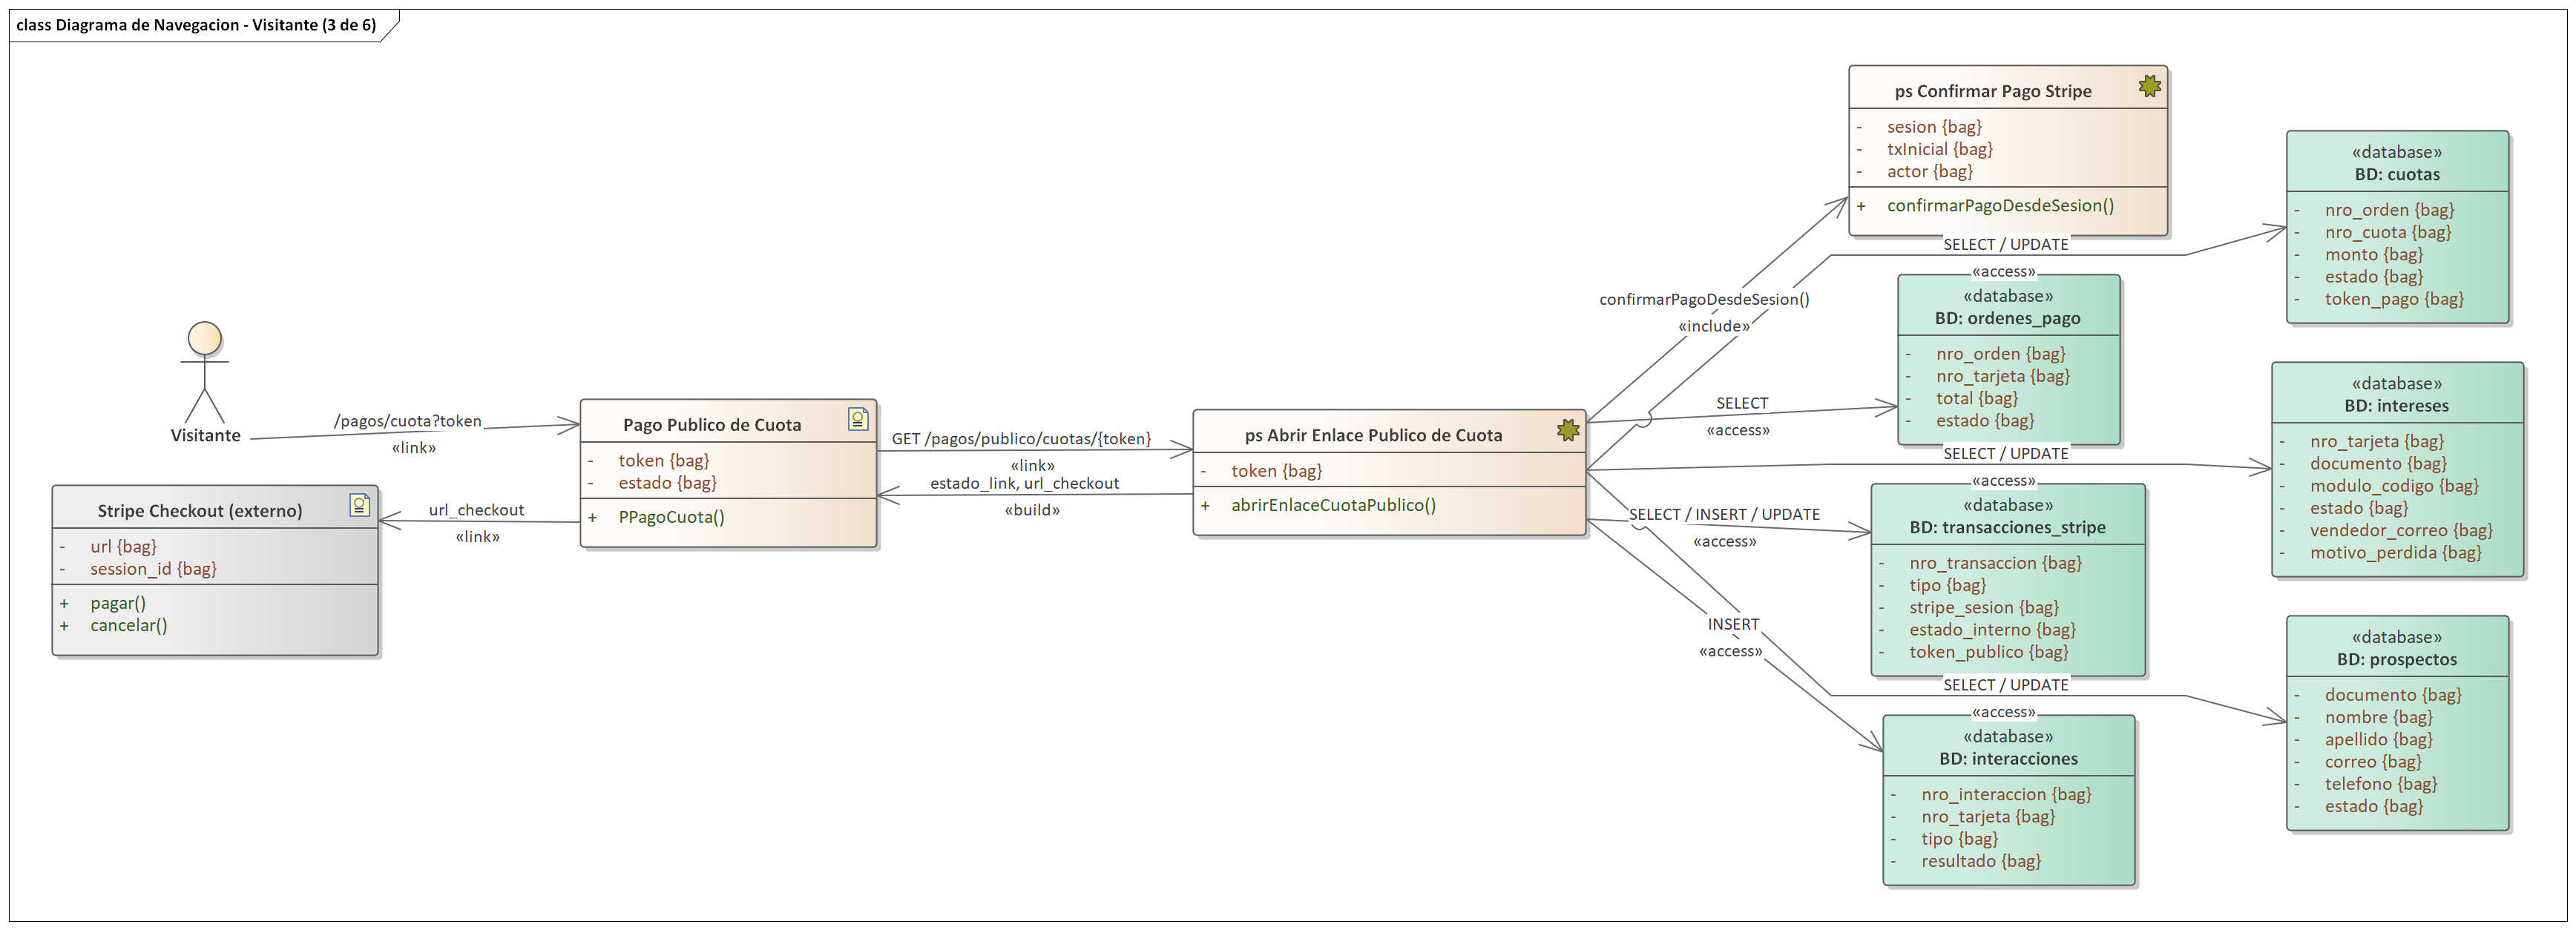 class Diagrama de Navegacion - Visitante (3 de 6)
Visitante
/pagos/cuota?token
«link»
Stripe Checkout (externo)
- url {bag}
- session_id {bag}
+ pagar()
+ cancelar()
url_checkout
«link»
Pago Publico de Cuota
- token {bag}
- estado {bag}
+ PPagoCuota()
GET /pagos/publico/cuotas/{token}
«link»
estado_link, url_checkout
«build»
ps Abrir Enlace Publico de Cuota
- token {bag}
+ abrirEnlaceCuotaPublico()
confirmarPagoDesdeSesion()
«include»
ps Confirmar Pago Stripe
- sesion {bag}
- txInicial {bag}
- actor {bag}
+ confirmarPagoDesdeSesion()
SELECT / UPDATE
«access»
«database»
BD: cuotas
- nro_orden {bag}
- nro_cuota {bag}
- monto {bag}
- estado {bag}
- token_pago {bag}
SELECT
«access»
«database»
BD: ordenes_pago
- nro_orden {bag}
- nro_tarjeta {bag}
- total {bag}
- estado {bag}
SELECT / UPDATE
«access»
«database»
BD: intereses
- nro_tarjeta {bag}
- documento {bag}
- modulo_codigo {bag}
- estado {bag}
- vendedor_correo {bag}
- motivo_perdida {bag}
SELECT / INSERT / UPDATE
«access»
«database»
BD: transacciones_stripe
- nro_transaccion {bag}
- tipo {bag}
- stripe_sesion {bag}
- estado_interno {bag}
- token_publico {bag}
SELECT / UPDATE
«access»
«database»
BD: prospectos
- documento {bag}
- nombre {bag}
- apellido {bag}
- correo {bag}
- telefono {bag}
- estado {bag}
INSERT
«access»
«database»
BD: interacciones
- nro_interaccion {bag}
- nro_tarjeta {bag}
- tipo {bag}
- resultado {bag}